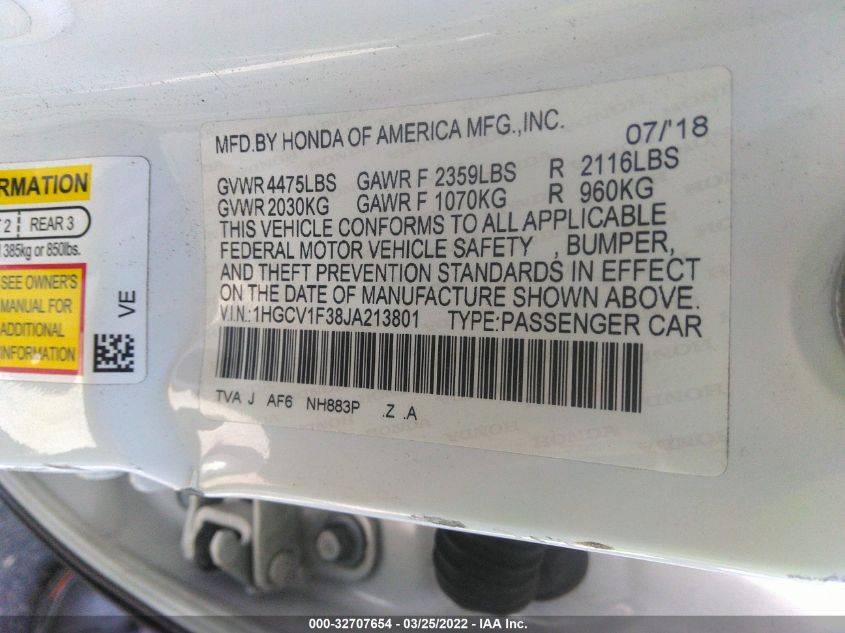 MFD.BY HONDA OF AMERICA MFG.,INC. 07/'18
GVWR 4475LBS GAWR F 2359LBS R 2116LBS
GVWR 2030KG GAWR F 1070KG R 960KG
THIS VEHICLE CONFORMS TO ALL APPLICABLE
FEDERAL MOTOR VEHICLE SAFETY , BUMPER,
AND THEFT PREVENTION STANDARDS IN EFFECT
ON THE DATE OF MANUFACTURE SHOWN ABOVE.
V.I.N.:1HGCV1F38JA213801 TYPE:PASSENGER CAR
TVA J AF6 NH883P .Z .A
HONDA HONDA HONDA
REAR 3
385kg or 850lbs.
SEE OWNER'S
MANUAL FOR
ADDITIONAL
INFORMATION
VE
000-32707654 - 03/25/2022 - IAA Inc.